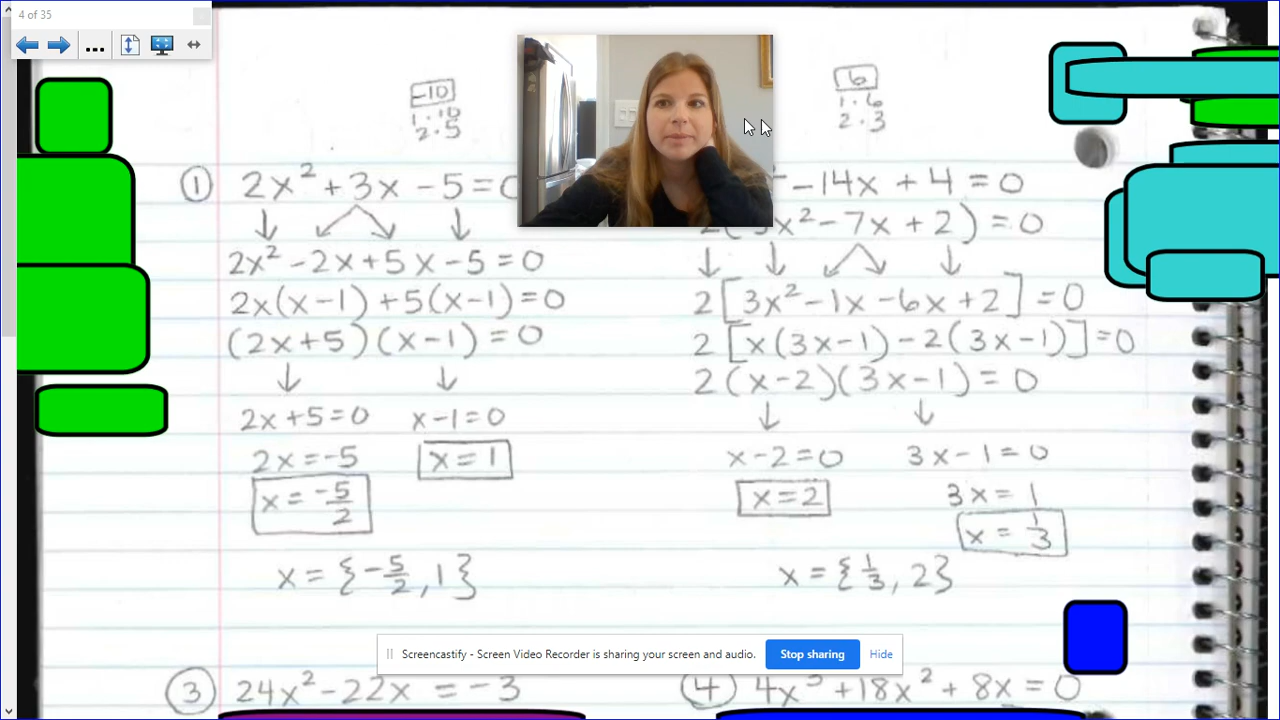 4 of 35
-10
1 · 10
2 · 5
① 2x² + 3x - 5 = 0
2x² - 2x + 5x - 5 = 0
2x(x - 1) + 5(x - 1) = 0
(2x + 5)(x - 1) = 0
2x + 5 = 0 x - 1 = 0
2x = -5 x = 1
x = -5/2
x = {-5/2, 1}
6
1 · 6
2 · 3
- 14x + 4 = 0
x² - 7x + 2) = 0
2[3x² - 1x - 6x + 2] = 0
2[x(3x - 1) - 2(3x - 1)] = 0
2(x - 2)(3x - 1) = 0
x - 2 = 0 3x - 1 = 0
x = 2 3x = 1
x = 1/3
x = {1/3, 2}
Screencastify - Screen Video Recorder is sharing your screen and audio. Stop sharing Hide
③ 24x² - 22x = -3
④ 4x³ + 18x² + 8x = 0